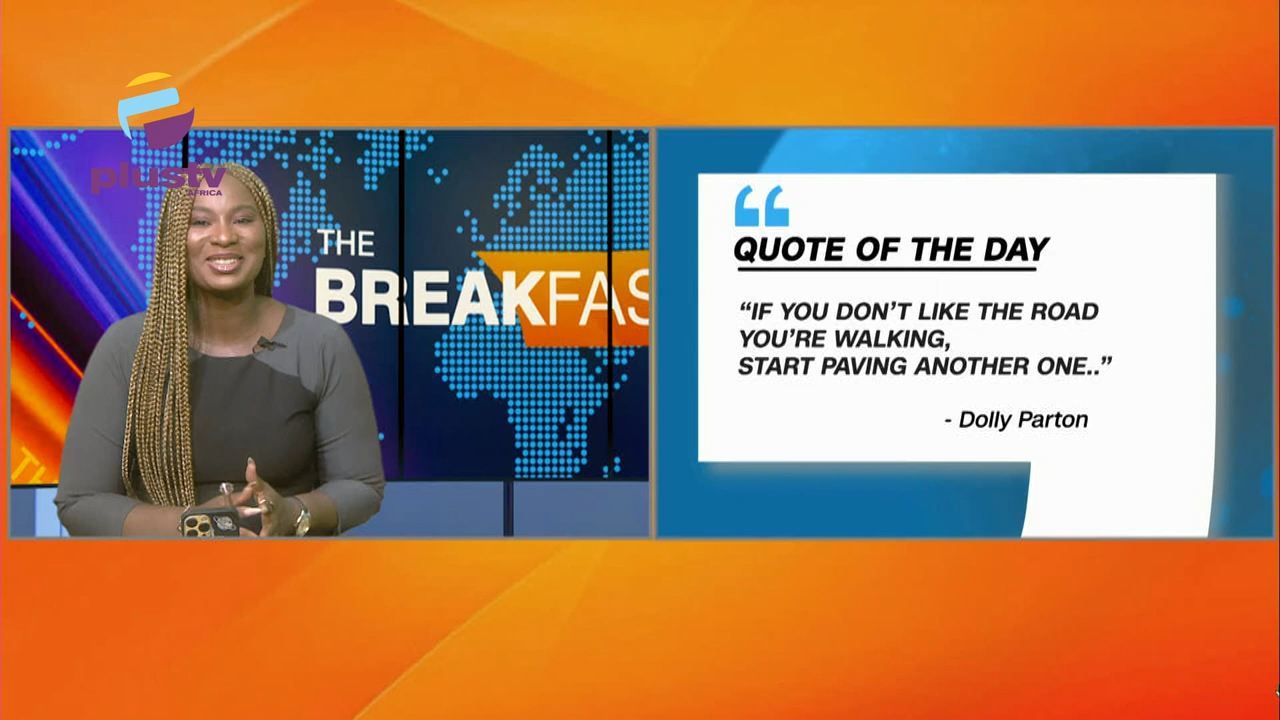 plustv
AFRICA
THE
BREAKFAS
TH
QUOTE OF THE DAY
“IF YOU DON’T LIKE THE ROAD
YOU’RE WALKING,
START PAVING ANOTHER ONE..”
- Dolly Parton